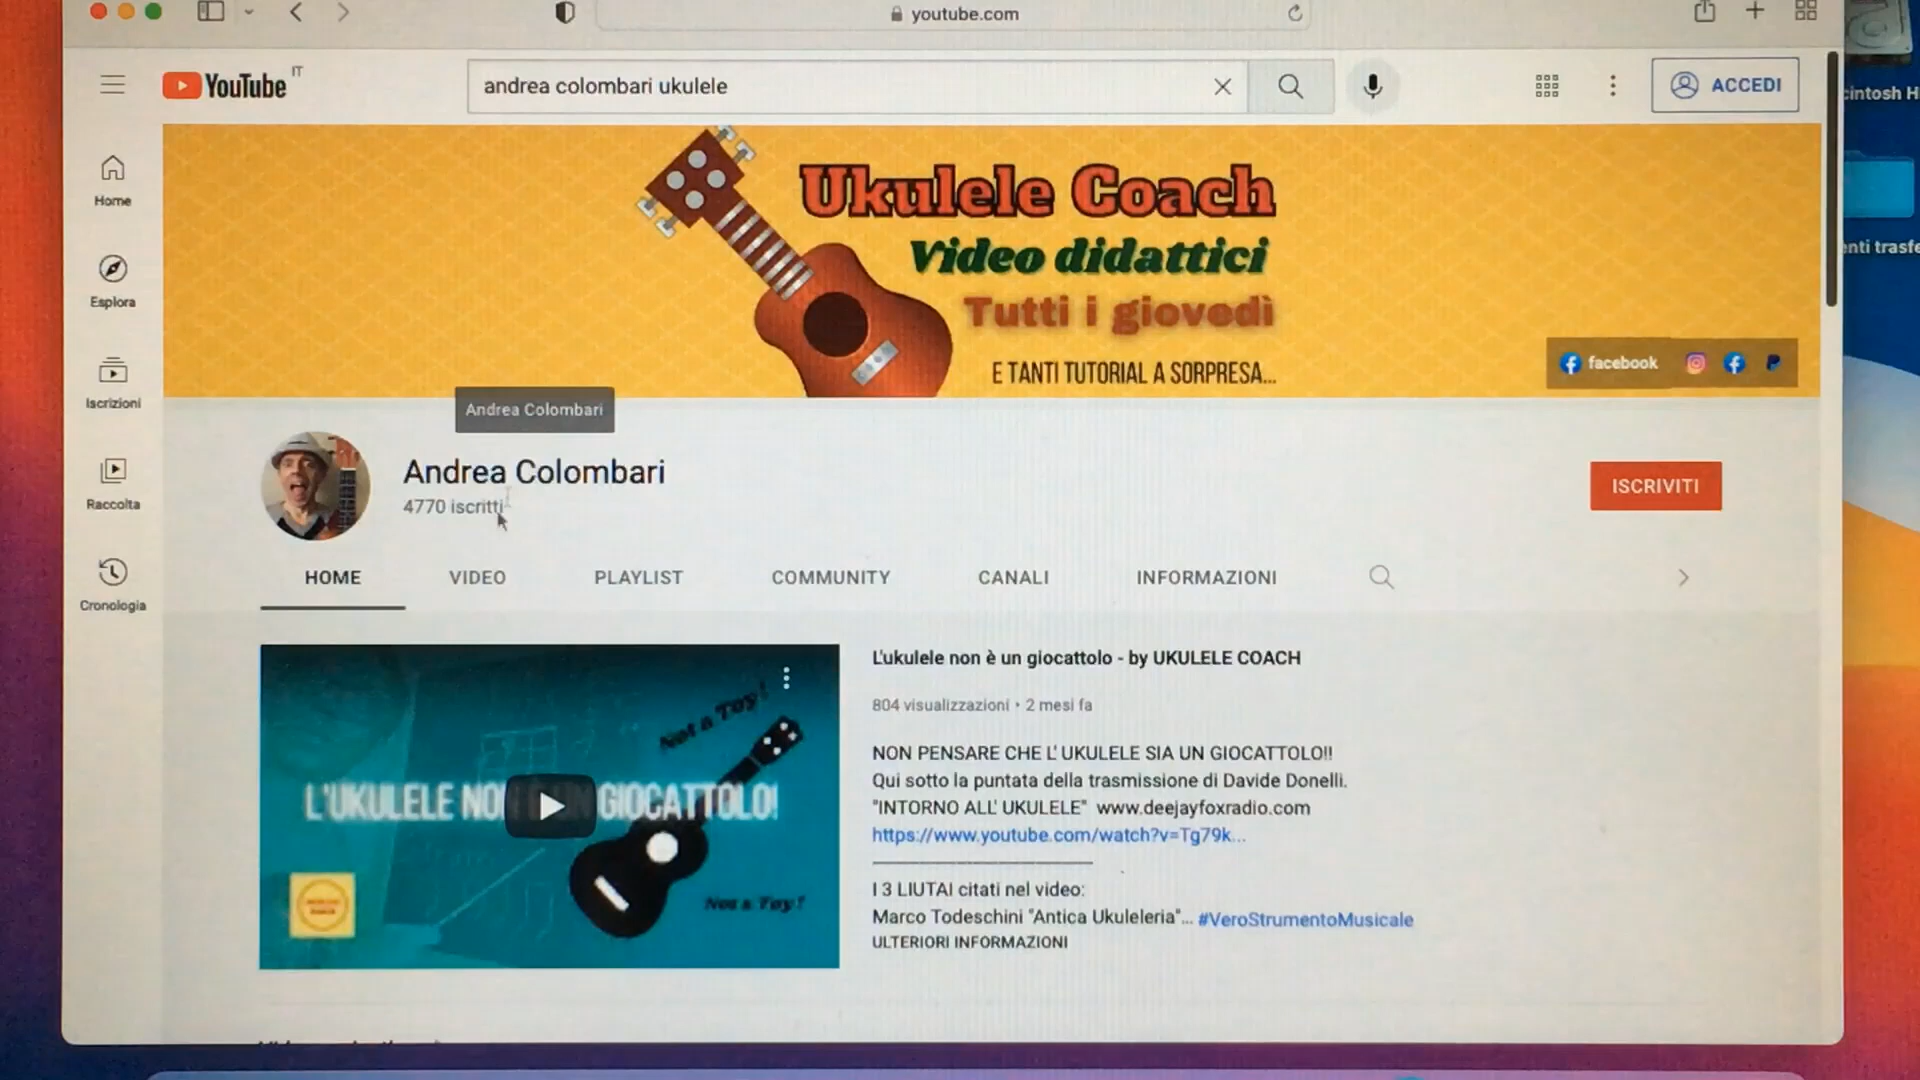 youtube.com
YouTube IT
andrea colombari ukulele
ACCEDI
Home
Esplora
Iscrizioni
Raccolta
Cronologia
Ukulele Coach
Video didattici
Tutti i giovedì
E TANTI TUTORIAL A SORPRESA...
facebook
Andrea Colombari
Andrea Colombari
4770 iscritti
ISCRIVITI
HOME VIDEO PLAYLIST COMMUNITY CANALI INFORMAZIONI
Not a Toy!
L'UKULELE NON È UN GIOCATTOLO!
Not a Toy!
L'ukulele non è un giocattolo - by UKULELE COACH
804 visualizzazioni • 2 mesi fa
NON PENSARE CHE L' UKULELE SIA UN GIOCATTOLO!!
Qui sotto la puntata della trasmissione di Davide Donelli.
"INTORNO ALL' UKULELE" www.deejayfoxradio.com
https://www.youtube.com/watch?v=Tg79k...
I 3 LIUTAI citati nel video:
Marco Todeschini "Antica Ukuleleria"... #VeroStrumentoMusicale
ULTERIORI INFORMAZIONI